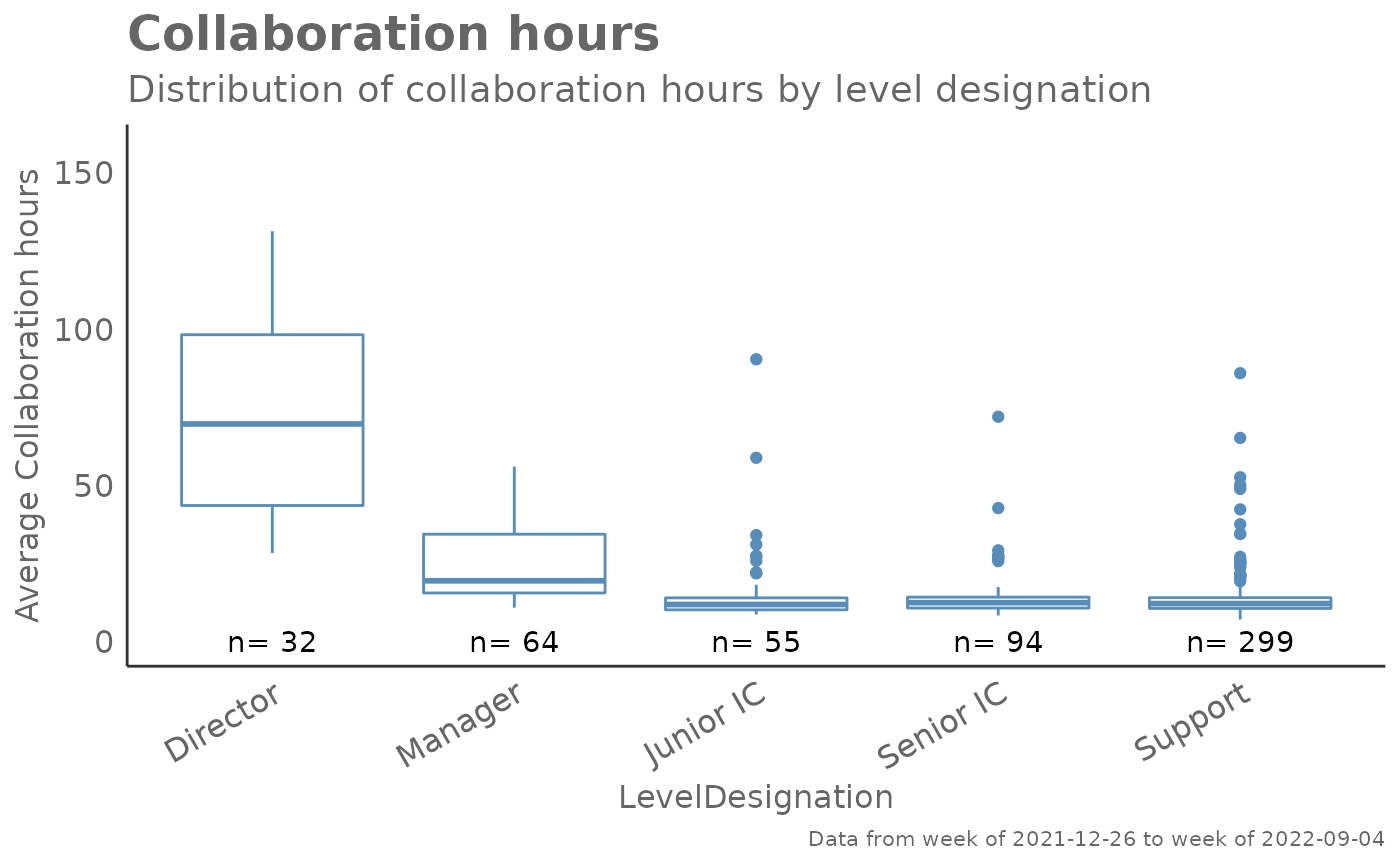 Collaboration hours
Distribution of collaboration hours by level designation
Average Collaboration hours
150
100
50
0
n= 32
n= 64
n= 55
n= 94
n= 299
Director
Manager
Junior IC
Senior IC
Support
LevelDesignation
Data from week of 2021-12-26 to week of 2022-09-04